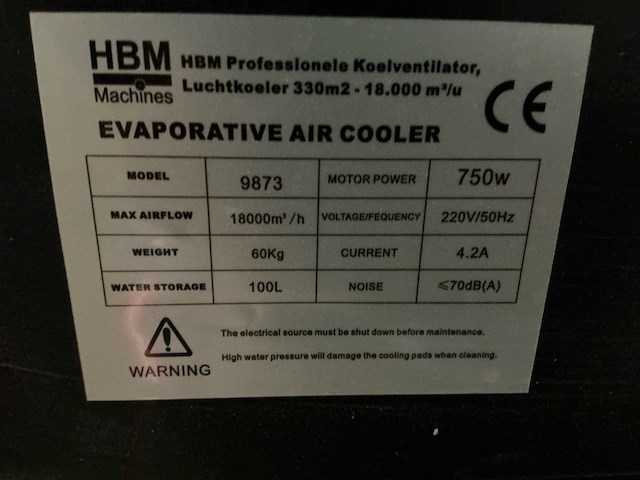 HBM
Machines
HBM Professionele Koelventilator,
Luchtkoeler 330m2 - 18.000 m³/u
CE
EVAPORATIVE AIR COOLER
MODEL 9873 MOTOR POWER 750W
MAX AIRFLOW 18000m³/h VOLTAGE/FEQUENCY 220V/50Hz
WEIGHT 60Kg CURRENT 4.2A
WATER STORAGE 100L NOISE ≤70dB(A)
WARNING
The electrical source must be shut down before maintenance.
High water pressure will damage the cooling pads when cleaning.